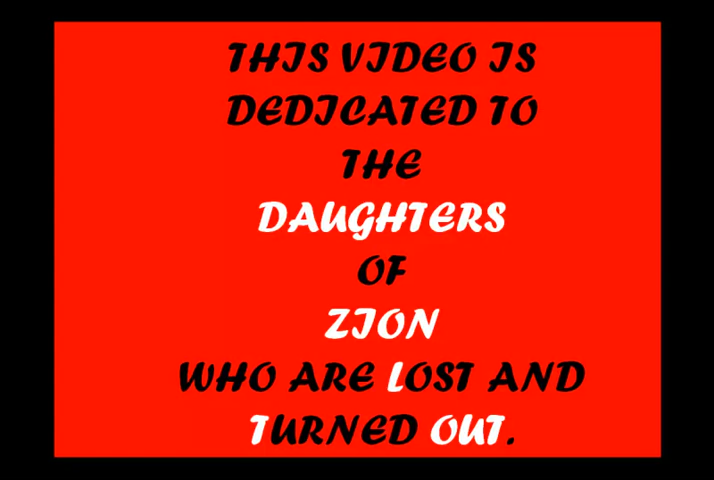 THIS VIDEO IS
DEDICATED TO
THE
DAUGHTERS
OF
ZION
WHO ARE LOST AND
TURNED OUT.